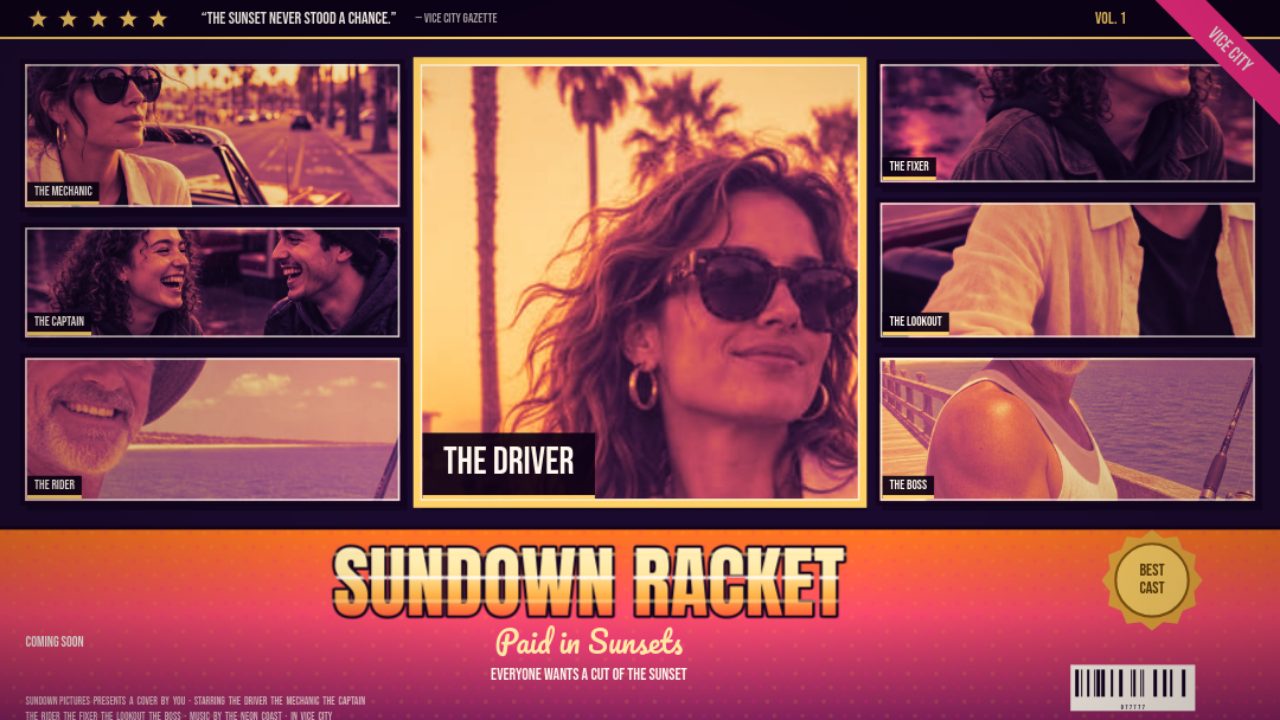 “THE SUNSET NEVER STOOD A CHANCE.” — VICE CITY GAZETTE
VOL. 1
VICE CITY
THE MECHANIC
THE CAPTAIN
THE RIDER
THE DRIVER
THE FIXER
THE LOOKOUT
THE BOSS
SUNDOWN RACKET
Paid in Sunsets
EVERYONE WANTS A CUT OF THE SUNSET
COMING SOON
BEST
CAST
SUNDOWN PICTURES PRESENTS A COVER BY YOU · STARRING THE DRIVER THE MECHANIC THE CAPTAIN
THE RIDER THE FIXER THE LOOKOUT THE BOSS · MUSIC BY THE NEON COAST · IN VICE CITY